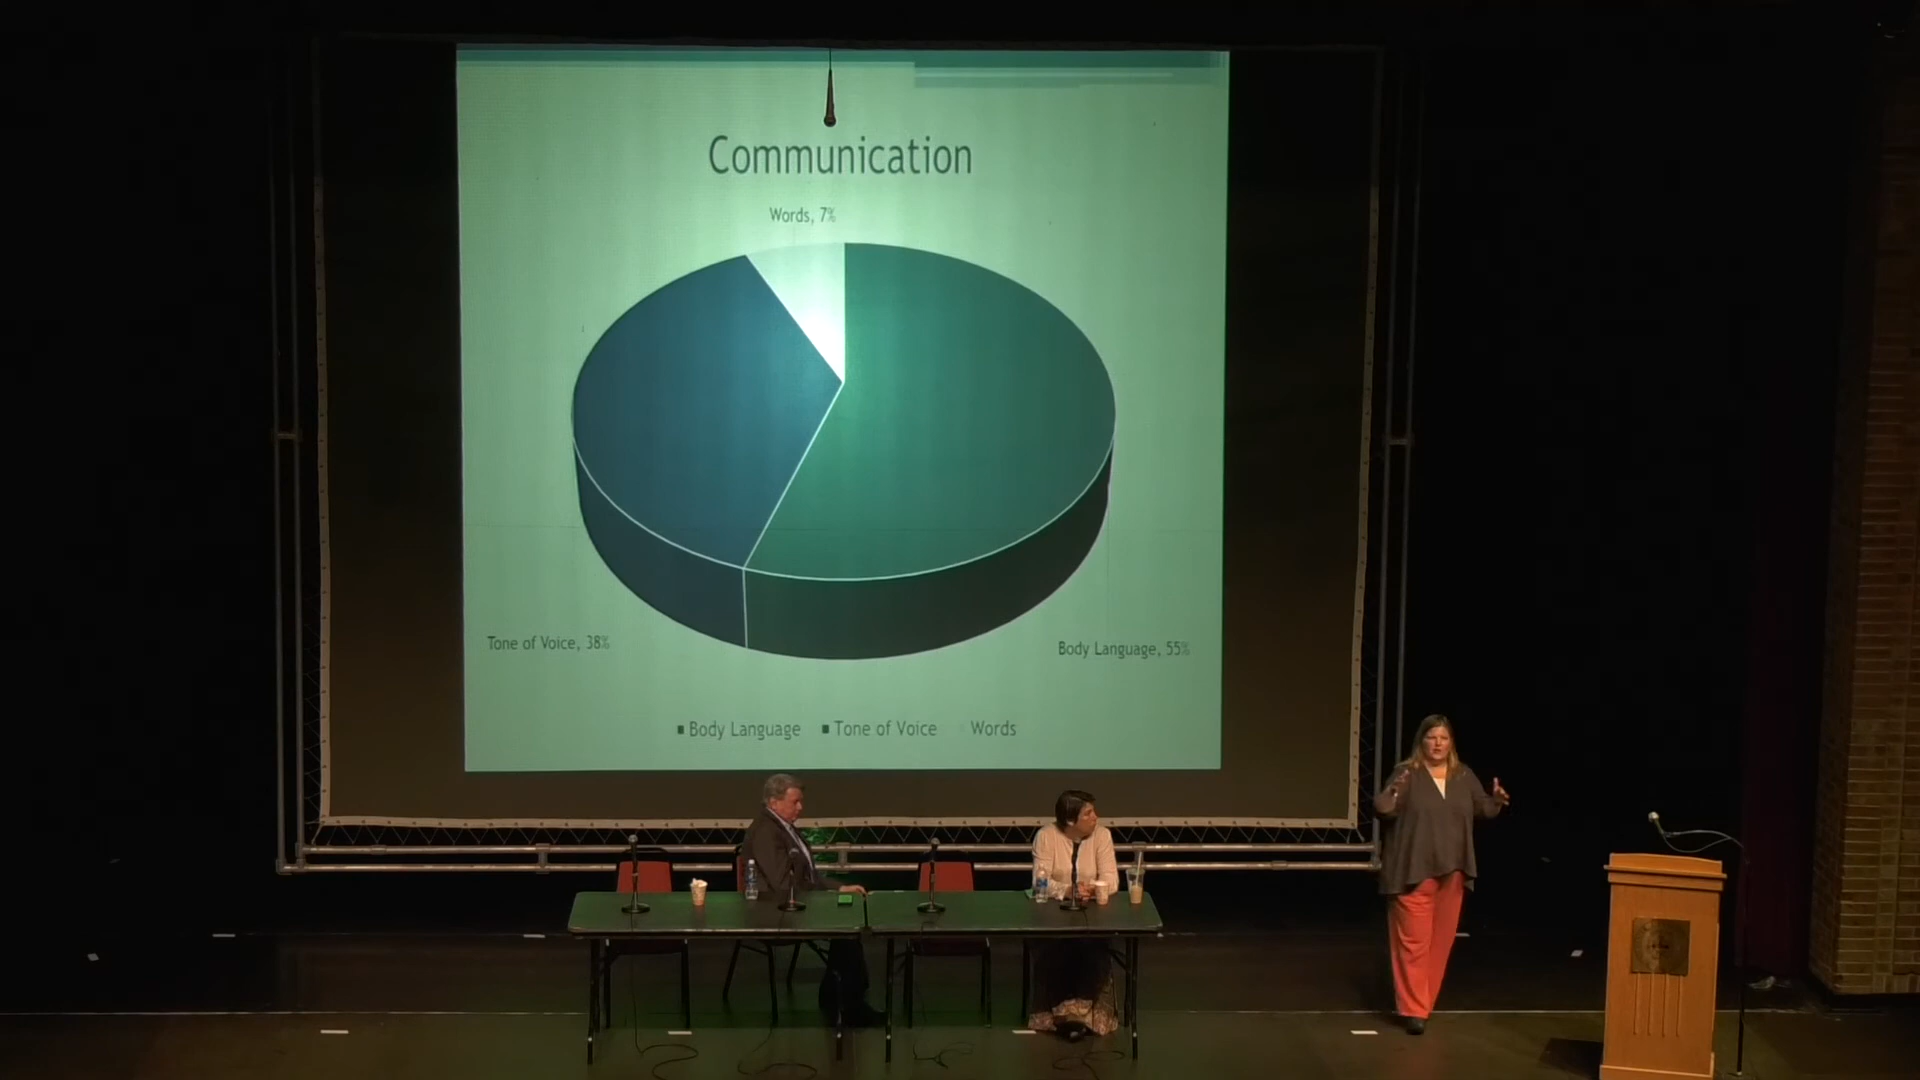 Communication
Words, 7%
Tone of Voice, 38%
Body Language, 55%
Body Language Tone of Voice Words